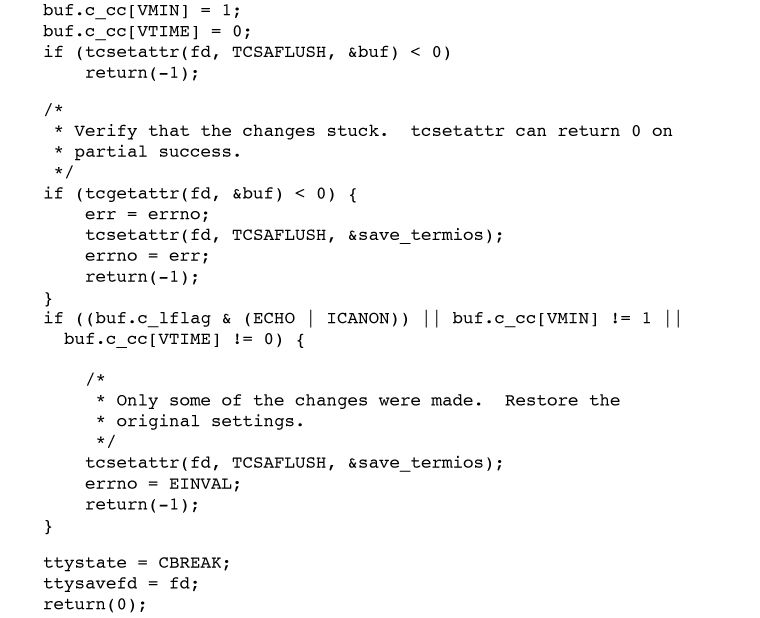 buf.c_cc[VMIN] = 1;
buf.c_cc[VTIME] = 0;
if (tcsetattr(fd, TCSAFLUSH, &buf) < 0)
    return(-1);

/*
 * Verify that the changes stuck.  tcsetattr can return 0 on
 * partial success.
 */
if (tcgetattr(fd, &buf) < 0) {
    err = errno;
    tcsetattr(fd, TCSAFLUSH, &save_termios);
    errno = err;
    return(-1);
}
if ((buf.c_lflag & (ECHO | ICANON)) || buf.c_cc[VMIN] != 1 ||
  buf.c_cc[VTIME] != 0) {

    /*
     * Only some of the changes were made.  Restore the
     * original settings.
     */
    tcsetattr(fd, TCSAFLUSH, &save_termios);
    errno = EINVAL;
    return(-1);
}

ttystate = CBREAK;
ttysavefd = fd;
return(0);